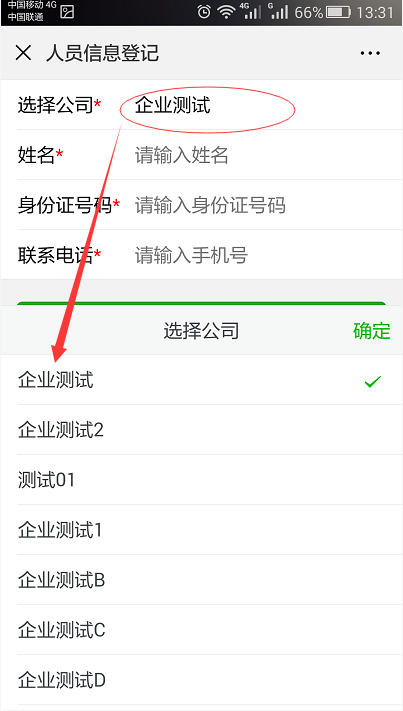 中国移动 4G
中国联通
4G G 66% 13:31
人员信息登记
选择公司* 企业测试
姓名* 请输入姓名
身份证号码* 请输入身份证号码
联系电话* 请输入手机号
选择公司 确定
企业测试
企业测试2
测试01
企业测试1
企业测试B
企业测试C
企业测试D